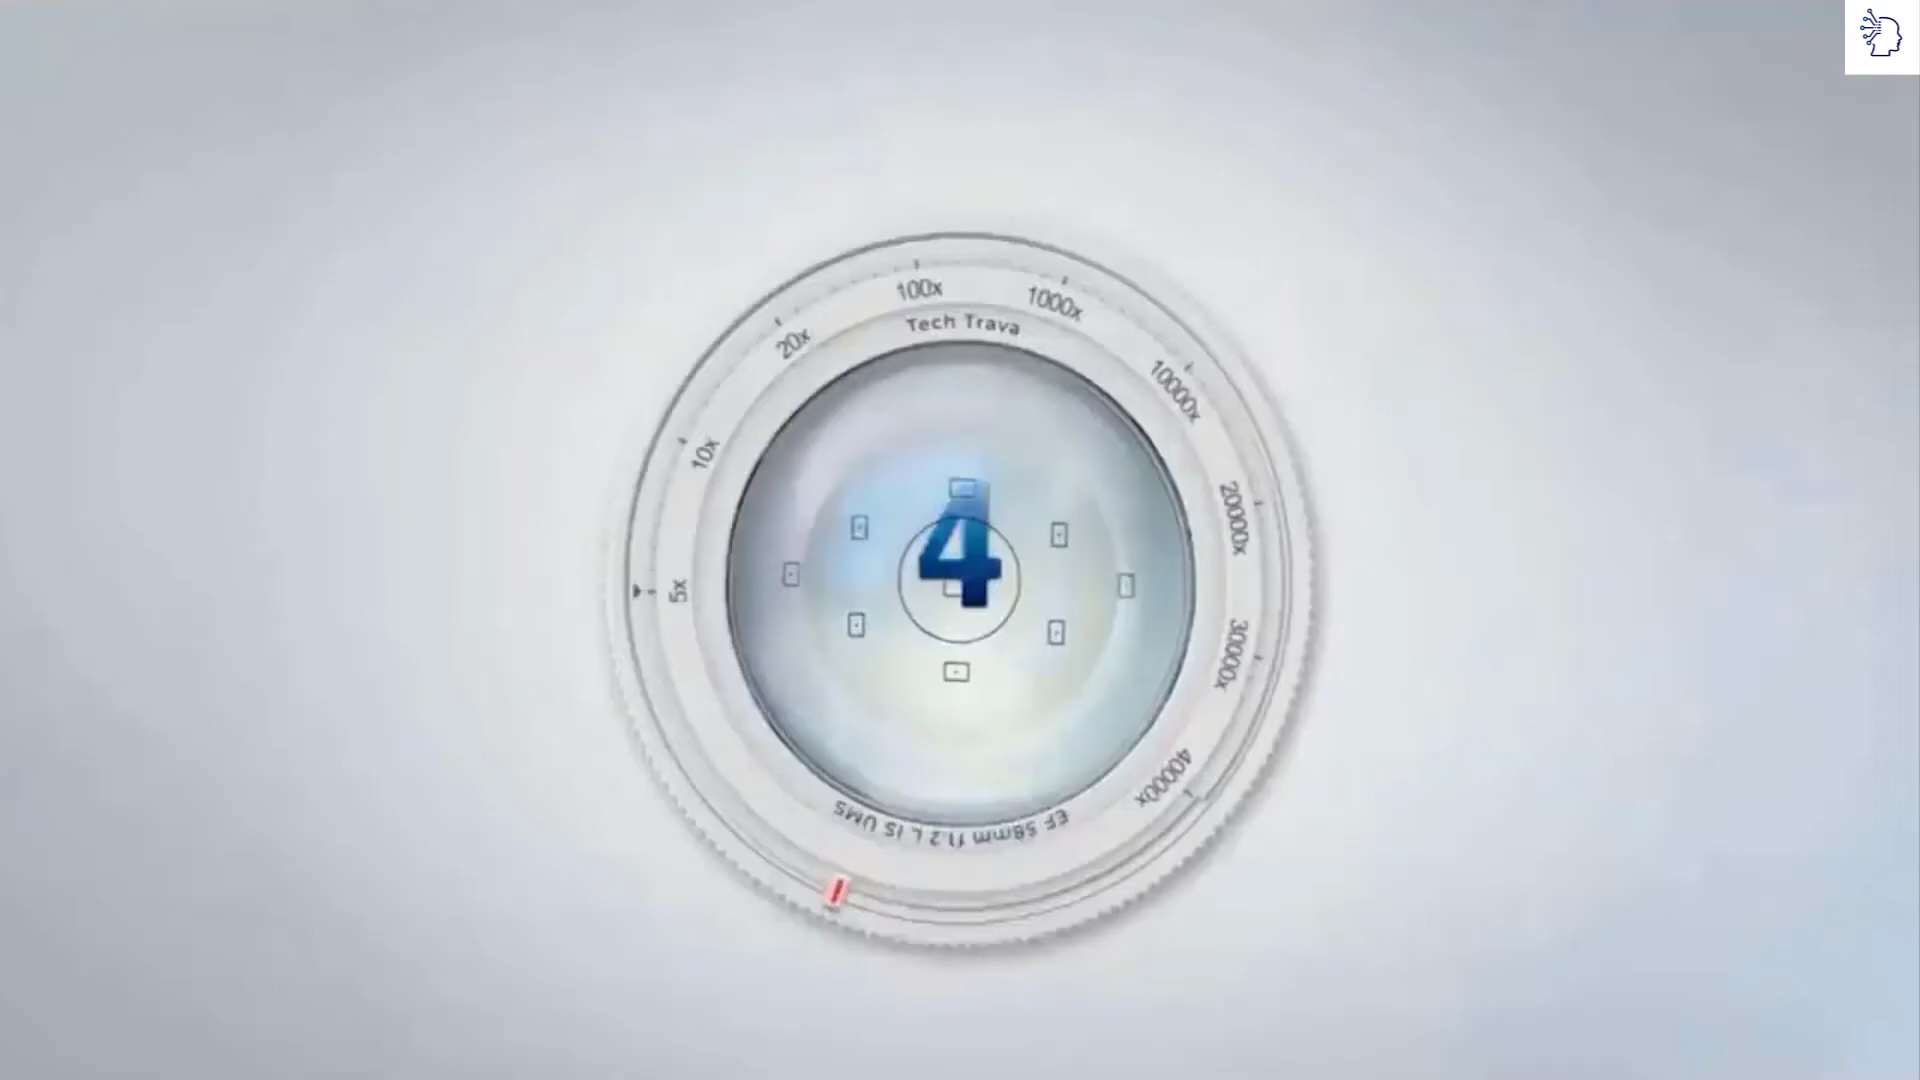 5x
10x
20x
100x
1000x
10000x
20000x
30000x
40000x
Tech Trava
4
EF 58mm f1.2 L IS UMS